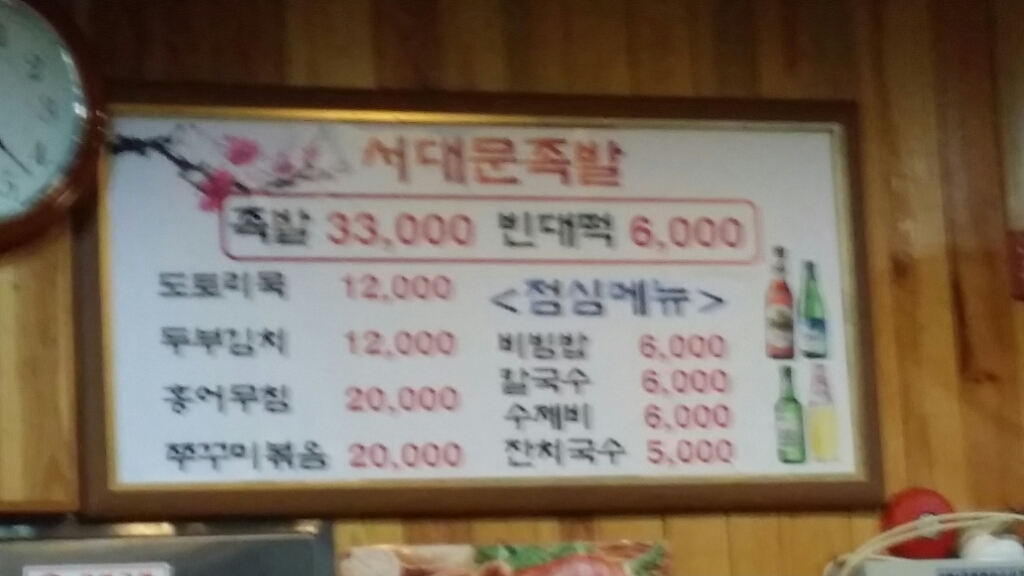 서대문족발
족발 33,000 빈대떡 6,000
도토리묵 12,000
두부김치 12,000
홍어무침 20,000
쭈꾸미볶음 20,000
<점심메뉴>
비빔밥 6,000
칼국수 6,000
수제비 6,000
잔치국수 5,000
2
3
4